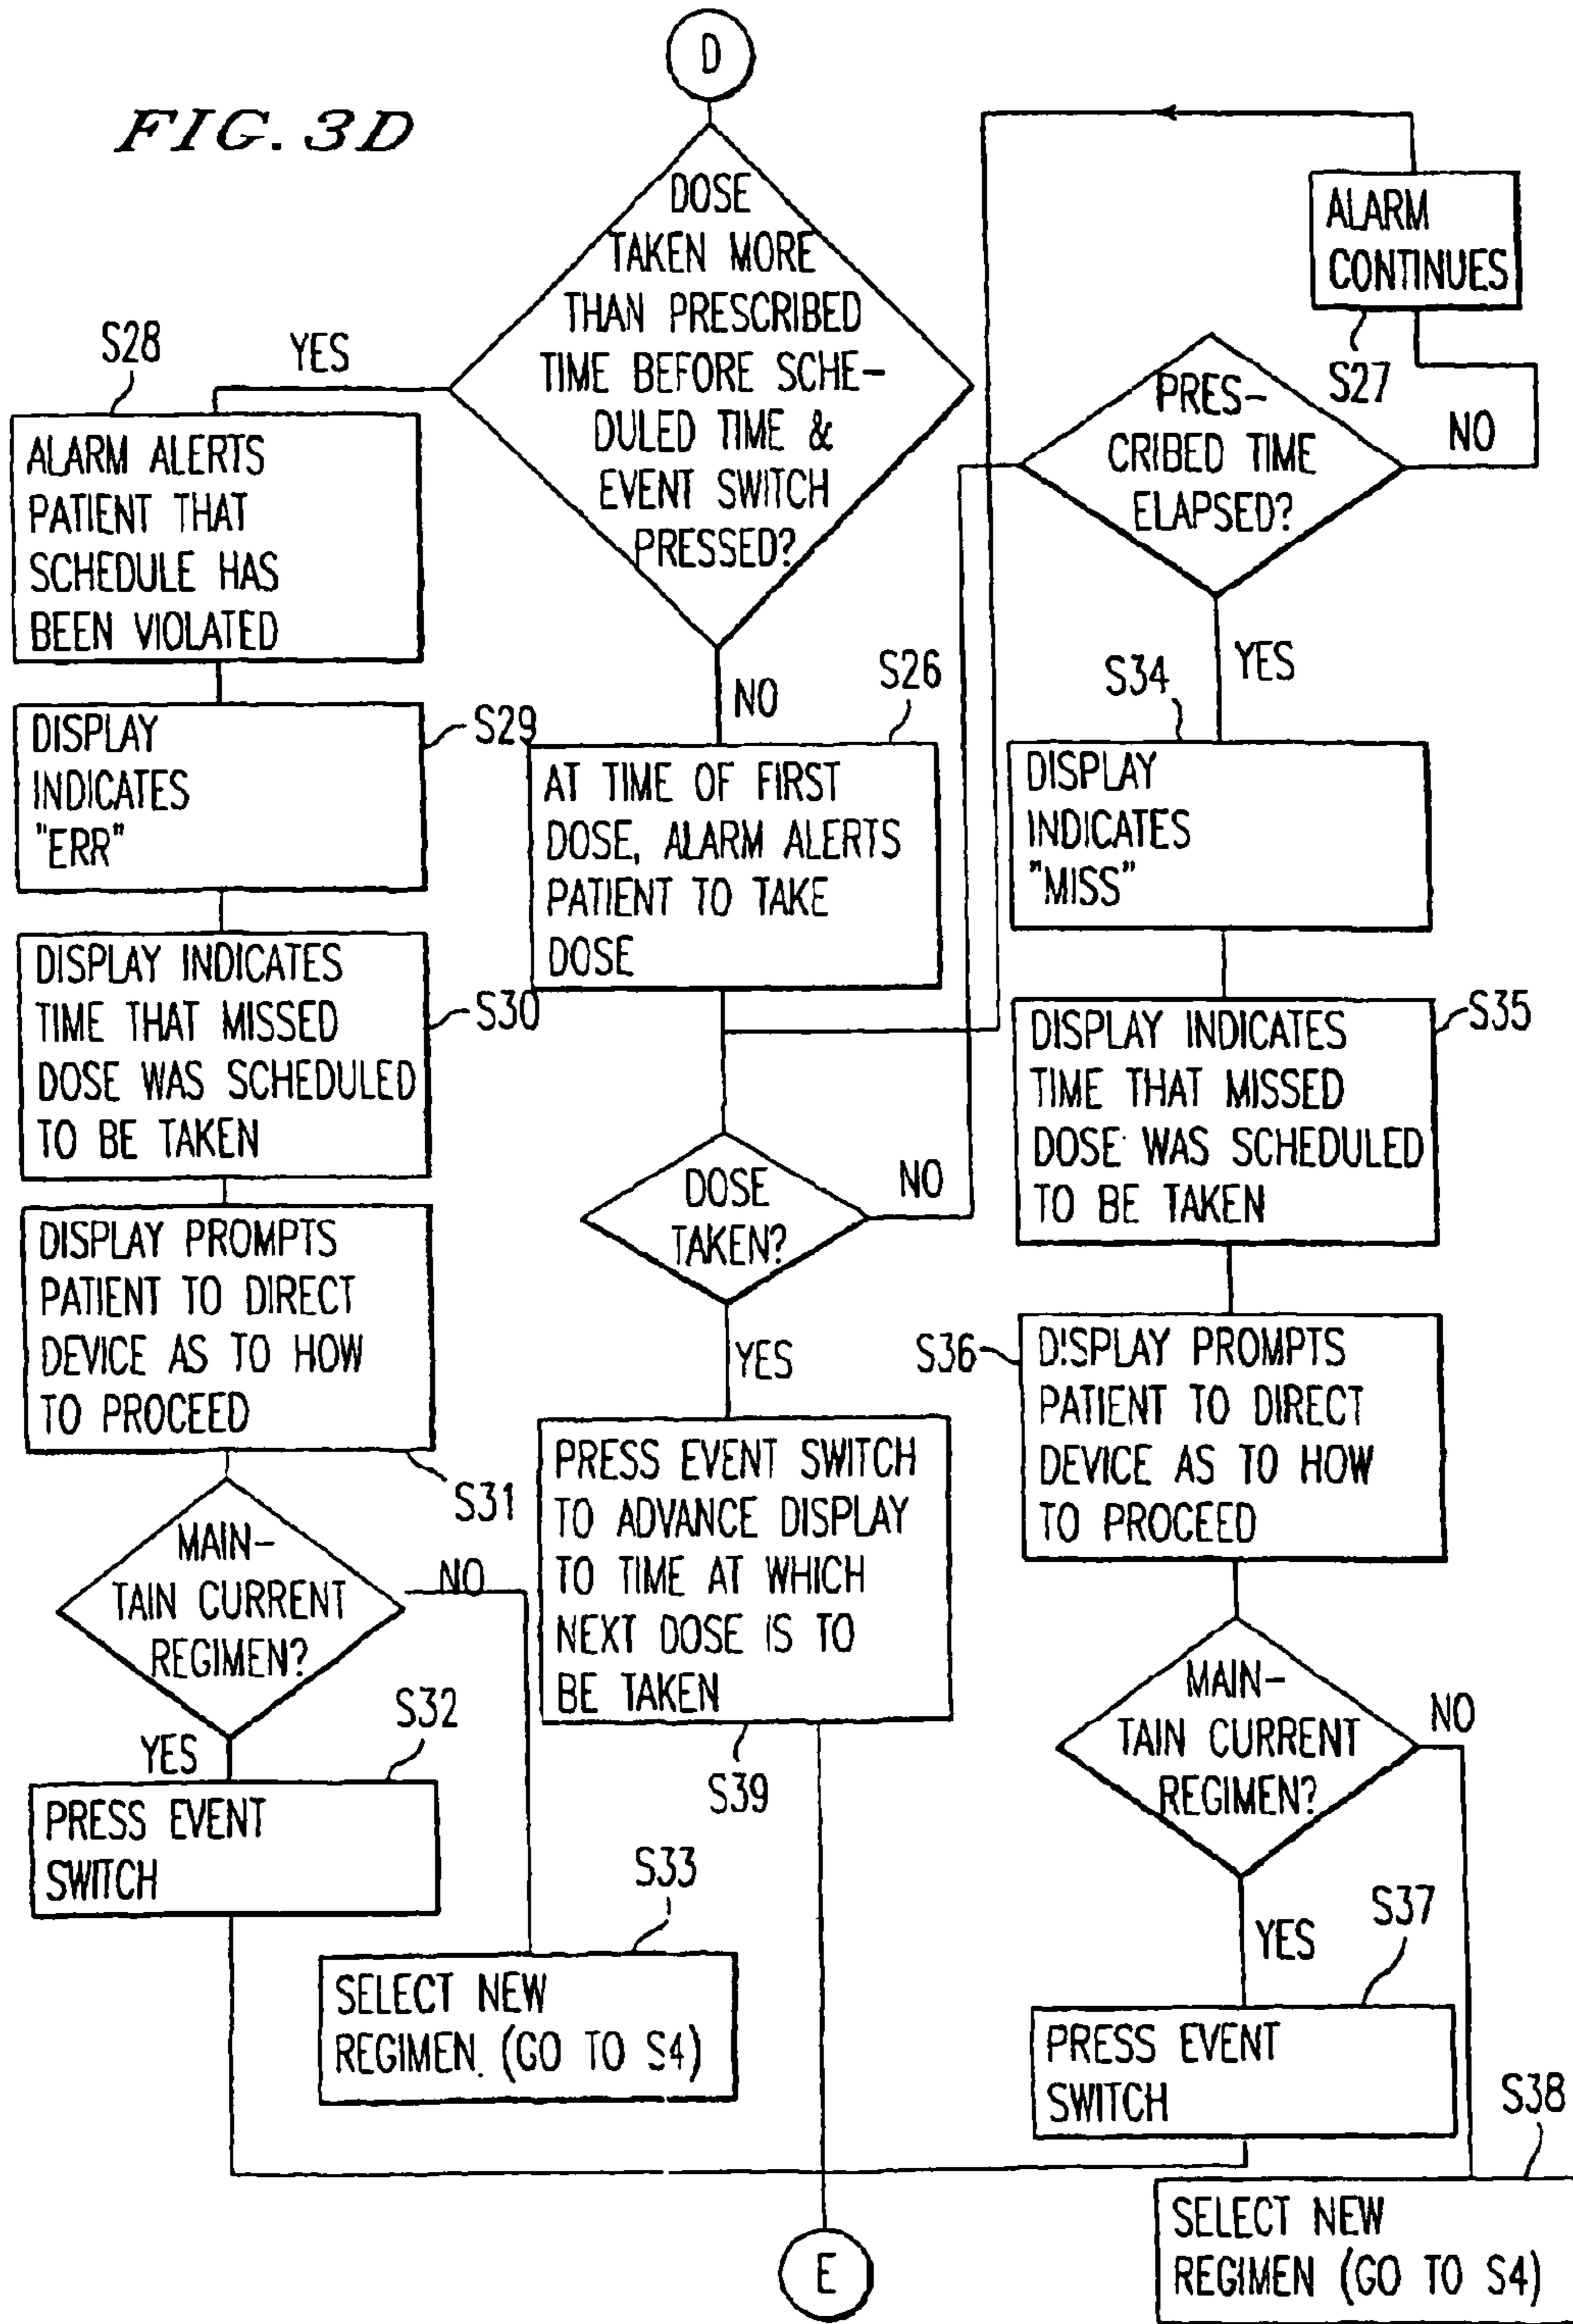 FIG. 3D
D
DOSE
TAKEN MORE
THAN PRESCRIBED
TIME BEFORE SCHE-
DULED TIME &
EVENT SWITCH
PRESSED?
YES
S28
ALARM ALERTS
PATIENT THAT
SCHEDULE HAS
BEEN VIOLATED
DISPLAY
INDICATES
"ERR"
S29
DISPLAY INDICATES
TIME THAT MISSED
DOSE WAS SCHEDULED
TO BE TAKEN
S30
DISPLAY PROMPTS
PATIENT TO DIRECT
DEVICE AS TO HOW
TO PROCEED
S31
MAIN-
TAIN CURRENT
REGIMEN?
NO
YES
S32
PRESS EVENT
SWITCH
S33
SELECT NEW
REGIMEN. (GO TO S4)
NO
S26
AT TIME OF FIRST
DOSE, ALARM ALERTS
PATIENT TO TAKE
DOSE
DOSE
TAKEN?
NO
YES
PRESS EVENT SWITCH
TO ADVANCE DISPLAY
TO TIME AT WHICH
NEXT DOSE IS TO
BE TAKEN
S39
E
ALARM
CONTINUES
S27
PRES-
CRIBED TIME
ELAPSED?
NO
YES
S34
DISPLAY
INDICATES
"MISS"
S35
DISPLAY INDICATES
TIME THAT MISSED
DOSE WAS SCHEDULED
TO BE TAKEN
S36
DISPLAY PROMPTS
PATIENT TO DIRECT
DEVICE AS TO HOW
TO PROCEED
MAIN-
TAIN CURRENT
REGIMEN?
NO
YES
S37
PRESS EVENT
SWITCH
S38
SELECT NEW
REGIMEN (GO TO S4)